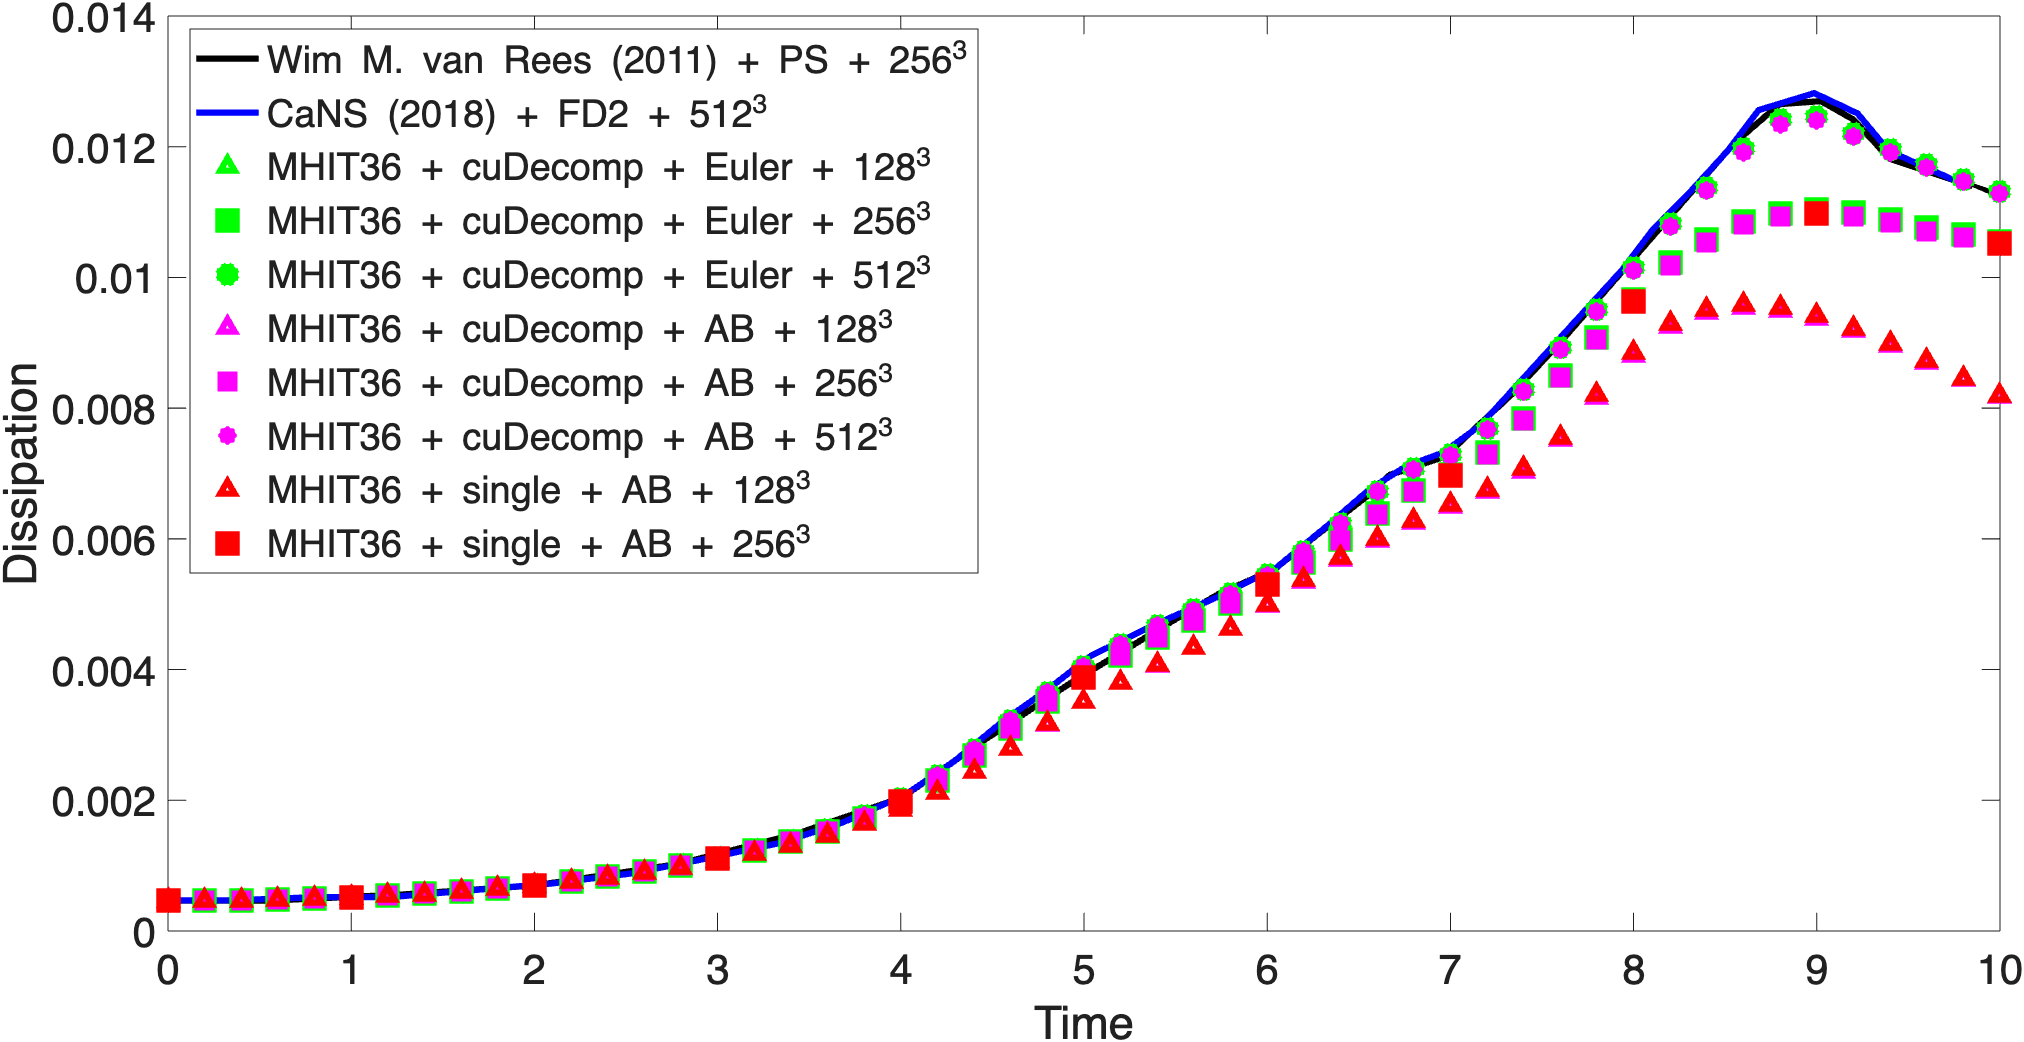 0.014
0.012
0.01
0.008
0.006
0.004
0.002
0
Dissipation
Wim M. van Rees (2011) + PS + 256³
CaNS (2018) + FD2 + 512³
MHIT36 + cuDecomp + Euler + 128³
MHIT36 + cuDecomp + Euler + 256³
MHIT36 + cuDecomp + Euler + 512³
MHIT36 + cuDecomp + AB + 128³
MHIT36 + cuDecomp + AB + 256³
MHIT36 + cuDecomp + AB + 512³
MHIT36 + single + AB + 128³
MHIT36 + single + AB + 256³
0 1 2 3 4 5 6 7 8 9 10
Time